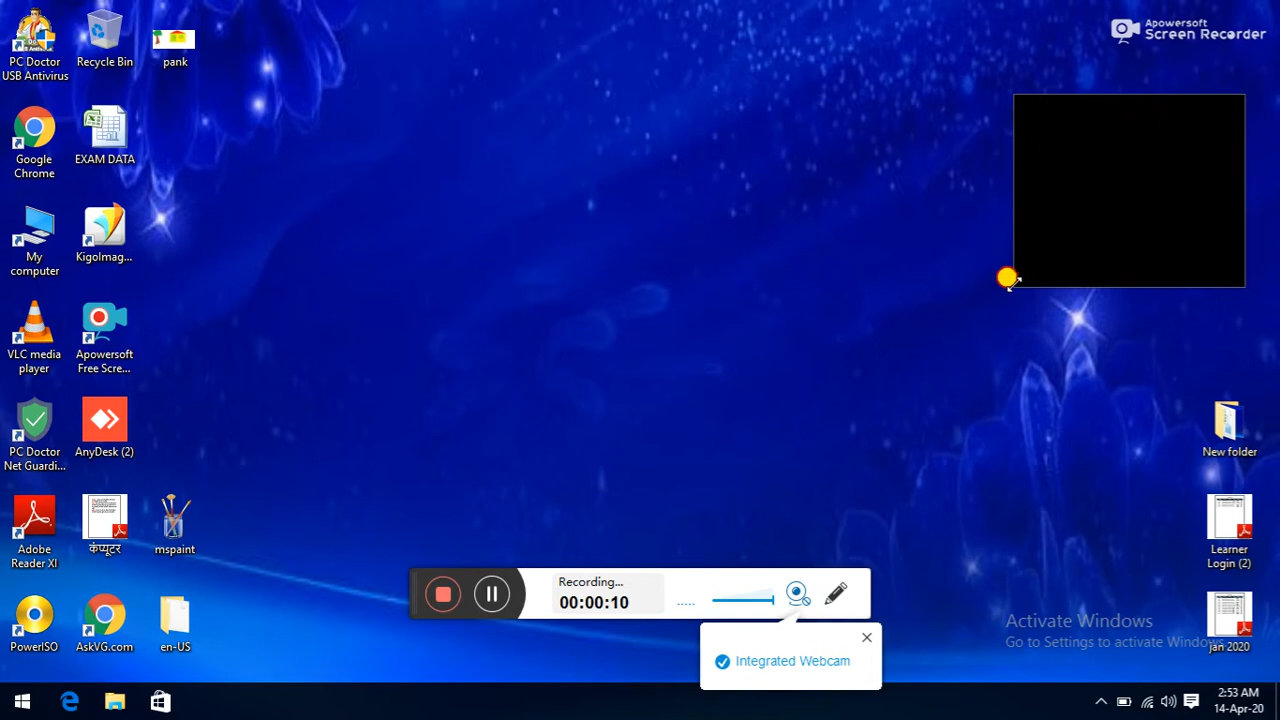 Apowersoft
Screen Recorder
PC Doctor
USB Antivirus
Recycle Bin
pank
Google
Chrome
EXAM DATA
My
computer
KigoImag...
VLC media
player
Apowersoft
Free Scre...
PC Doctor
Net Guardi...
AnyDesk (2)
New folder
Adobe
Reader XI
कंप्यूटर
mspaint
Learner
Login (2)
Recording...
00:00:10
PowerISO
AskVG.com
en-US
Integrated Webcam
Activate Windows
Go to Settings to activate Windows.
jan 2020
2:53 AM
14-Apr-20